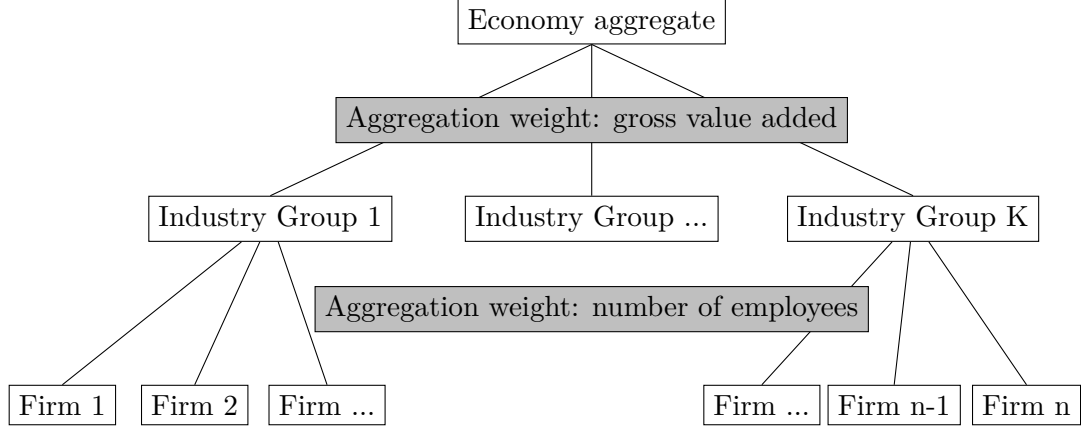 Economy aggregate
Aggregation weight: gross value added
Industry Group 1
Industry Group ...
Industry Group K
Aggregation weight: number of employees
Firm 1
Firm 2
Firm ...
Firm ...
Firm n-1
Firm n